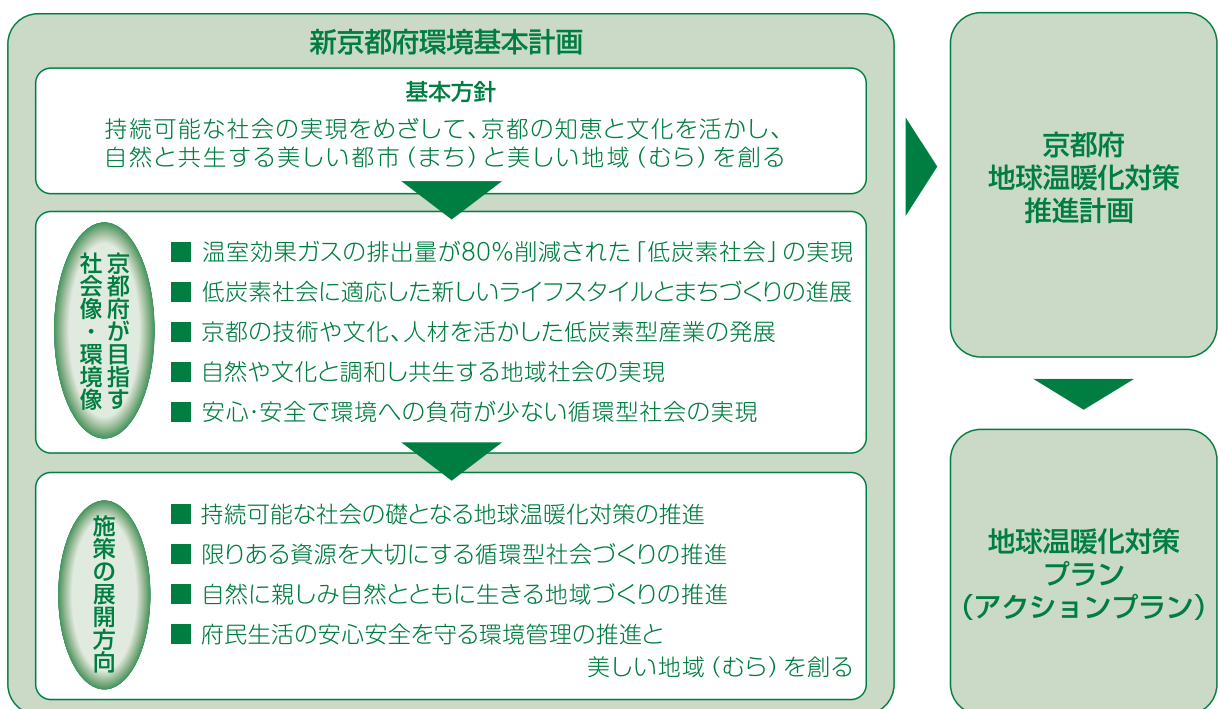 新京都府環境基本計画
基本方針
持続可能な社会の実現をめざして、京都の知恵と文化を活かし、
自然と共生する美しい都市（まち）と美しい地域（むら）を創る
京都府が目指す
社会像・環境像
■ 温室効果ガスの排出量が80％削減された「低炭素社会」の実現
■ 低炭素社会に適応した新しいライフスタイルとまちづくりの進展
■ 京都の技術や文化、人材を活かした低炭素型産業の発展
■ 自然や文化と調和し共生する地域社会の実現
■ 安心・安全で環境への負荷が少ない循環型社会の実現
施策の展開方向
■ 持続可能な社会の礎となる地球温暖化対策の推進
■ 限りある資源を大切にする循環型社会づくりの推進
■ 自然に親しみ自然とともに生きる地域づくりの推進
■ 府民生活の安心安全を守る環境管理の推進と
美しい地域（むら）を創る
京都府
地球温暖化対策
推進計画
地球温暖化対策
プラン
（アクションプラン）